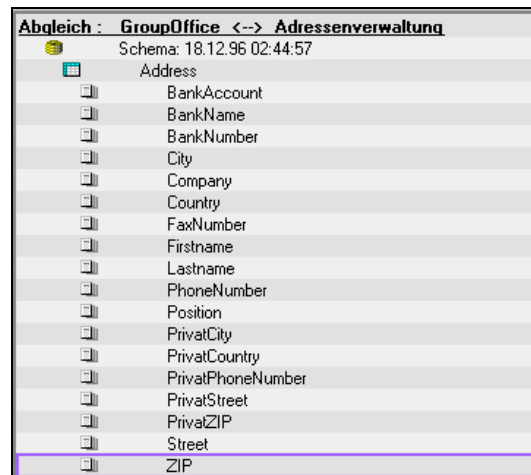 Abgleich : GroupOffice <--> Adressenverwaltung
Schema: 18.12.96 02:44:57
Address
BankAccount
BankName
BankNumber
City
Company
Country
FaxNumber
Firstname
Lastname
PhoneNumber
Position
PrivatCity
PrivatCountry
PrivatPhoneNumber
PrivatStreet
PrivatZIP
Street
ZIP